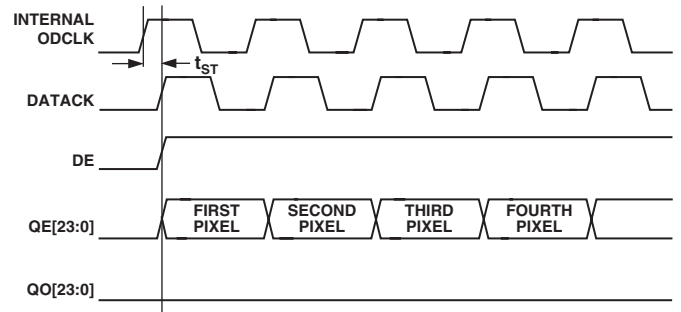 INTERNAL
ODCLK
tST
DATACK
DE
QE[23:0]
FIRST PIXEL
SECOND PIXEL
THIRD PIXEL
FOURTH PIXEL
QO[23:0]